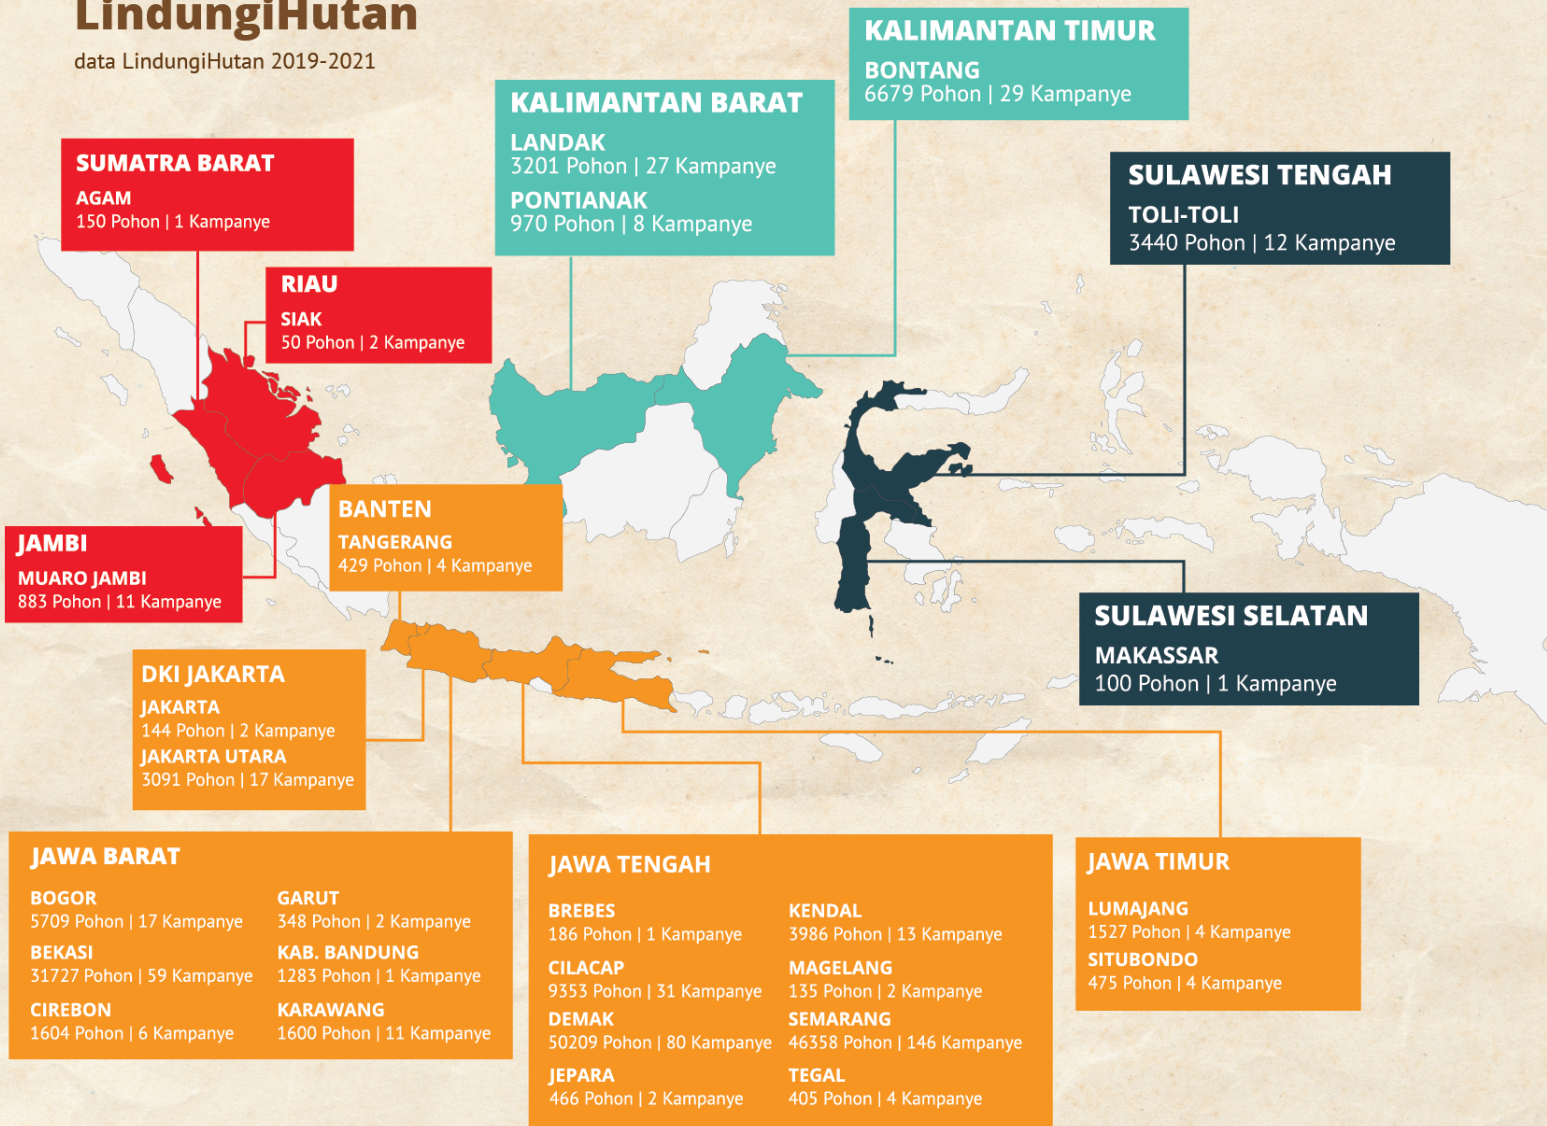 LindungiHutan
data LindungiHutan 2019-2021
KALIMANTAN TIMUR
BONTANG
6679 Pohon | 29 Kampanye
KALIMANTAN BARAT
LANDAK
3201 Pohon | 27 Kampanye
PONTIANAK
970 Pohon | 8 Kampanye
SUMATRA BARAT
AGAM
150 Pohon | 1 Kampanye
SULAWESI TENGAH
TOLI-TOLI
3440 Pohon | 12 Kampanye
RIAU
SIAK
50 Pohon | 2 Kampanye
BANTEN
TANGERANG
429 Pohon | 4 Kampanye
JAMBI
MUARO JAMBI
883 Pohon | 11 Kampanye
SULAWESI SELATAN
MAKASSAR
100 Pohon | 1 Kampanye
DKI JAKARTA
JAKARTA
144 Pohon | 2 Kampanye
JAKARTA UTARA
3091 Pohon | 17 Kampanye
JAWA BARAT
BOGOR
5709 Pohon | 17 Kampanye
BEKASI
31727 Pohon | 59 Kampanye
CIREBON
1604 Pohon | 6 Kampanye
GARUT
348 Pohon | 2 Kampanye
KAB. BANDUNG
1283 Pohon | 1 Kampanye
KARAWANG
1600 Pohon | 11 Kampanye
JAWA TENGAH
BREBES
186 Pohon | 1 Kampanye
CILACAP
9353 Pohon | 31 Kampanye
DEMAK
50209 Pohon | 80 Kampanye
JEPARA
466 Pohon | 2 Kampanye
KENDAL
3986 Pohon | 13 Kampanye
MAGELANG
135 Pohon | 2 Kampanye
SEMARANG
46358 Pohon | 146 Kampanye
TEGAL
405 Pohon | 4 Kampanye
JAWA TIMUR
LUMAJANG
1527 Pohon | 4 Kampanye
SITUBONDO
475 Pohon | 4 Kampanye